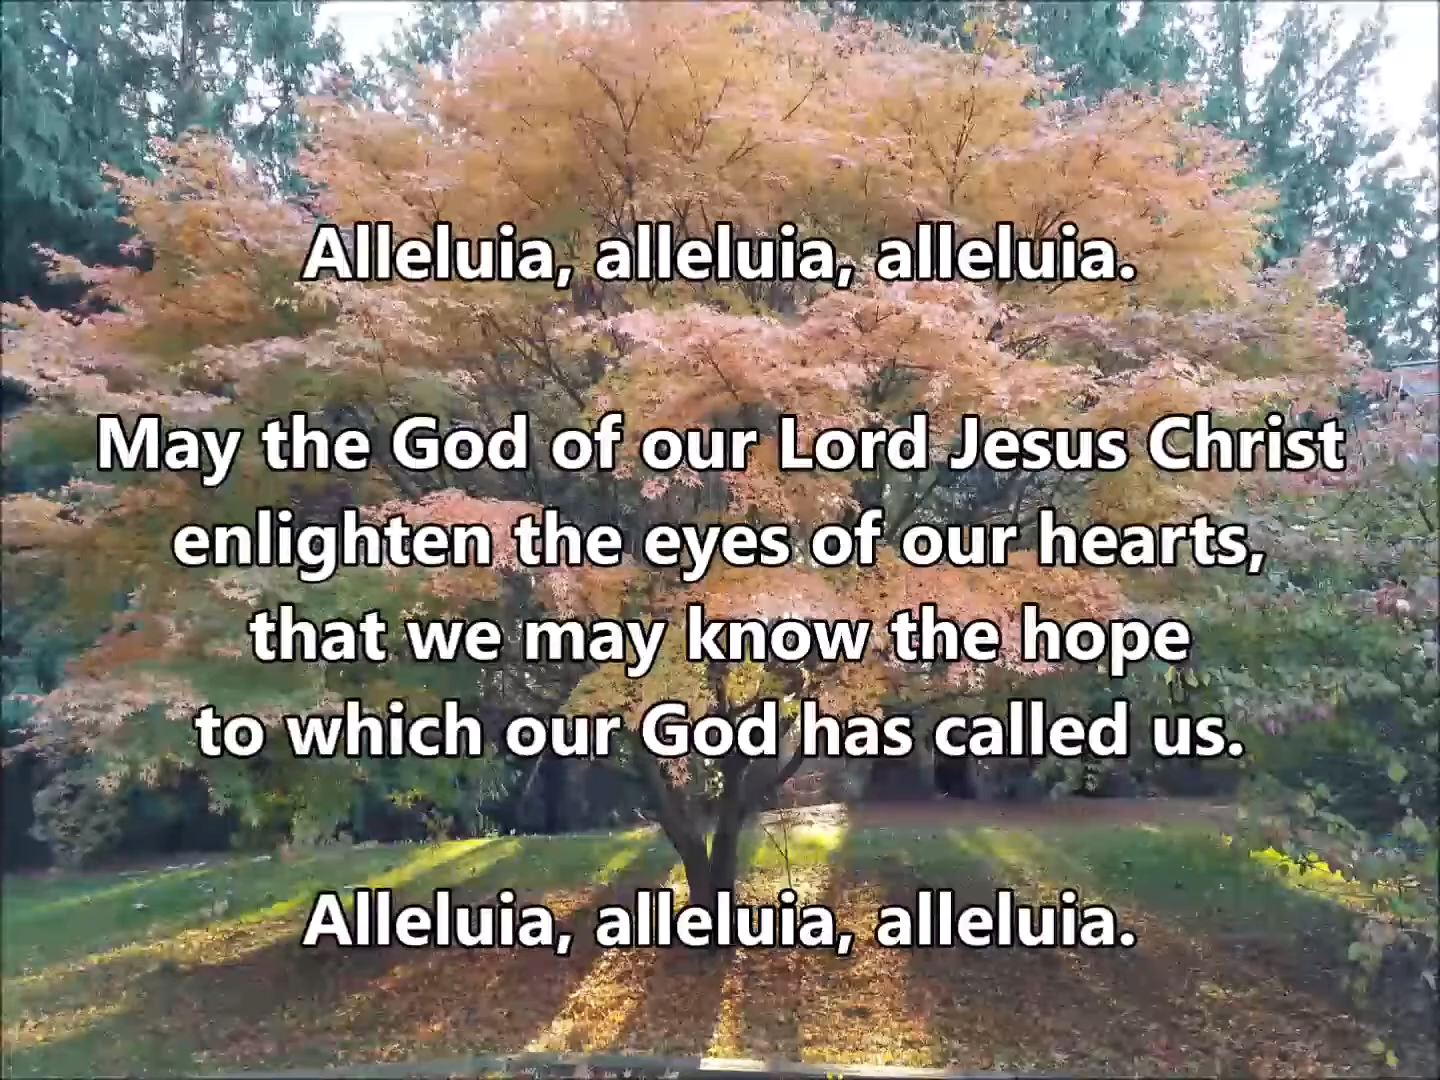 Alleluia, alleluia, alleluia.
May the God of our Lord Jesus Christ
enlighten the eyes of our hearts,
that we may know the hope
to which our God has called us.
Alleluia, alleluia, alleluia.